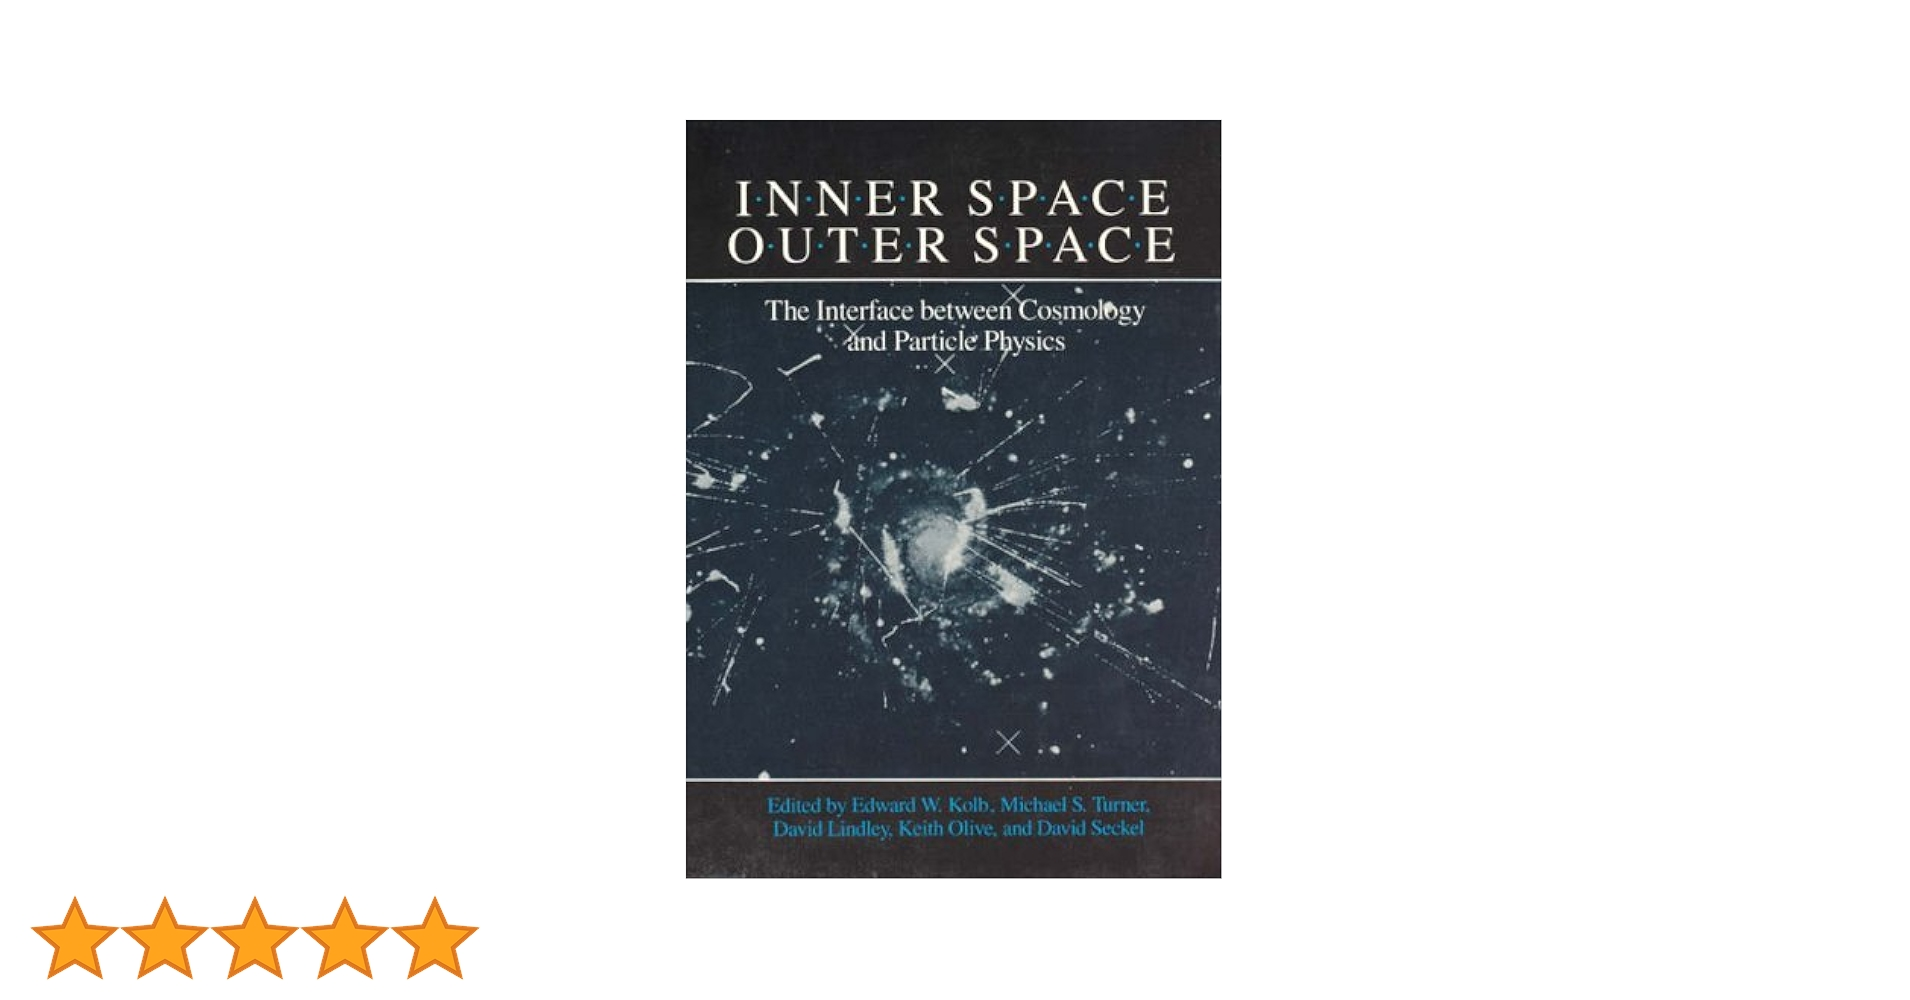 I·N·N·E·R S·P·A·C·E
O·U·T·E·R S·P·A·C·E
The Interface between Cosmology
and Particle Physics
Edited by Edward W. Kolb, Michael S. Turner,
David Lindley, Keith Olive, and David Seckel